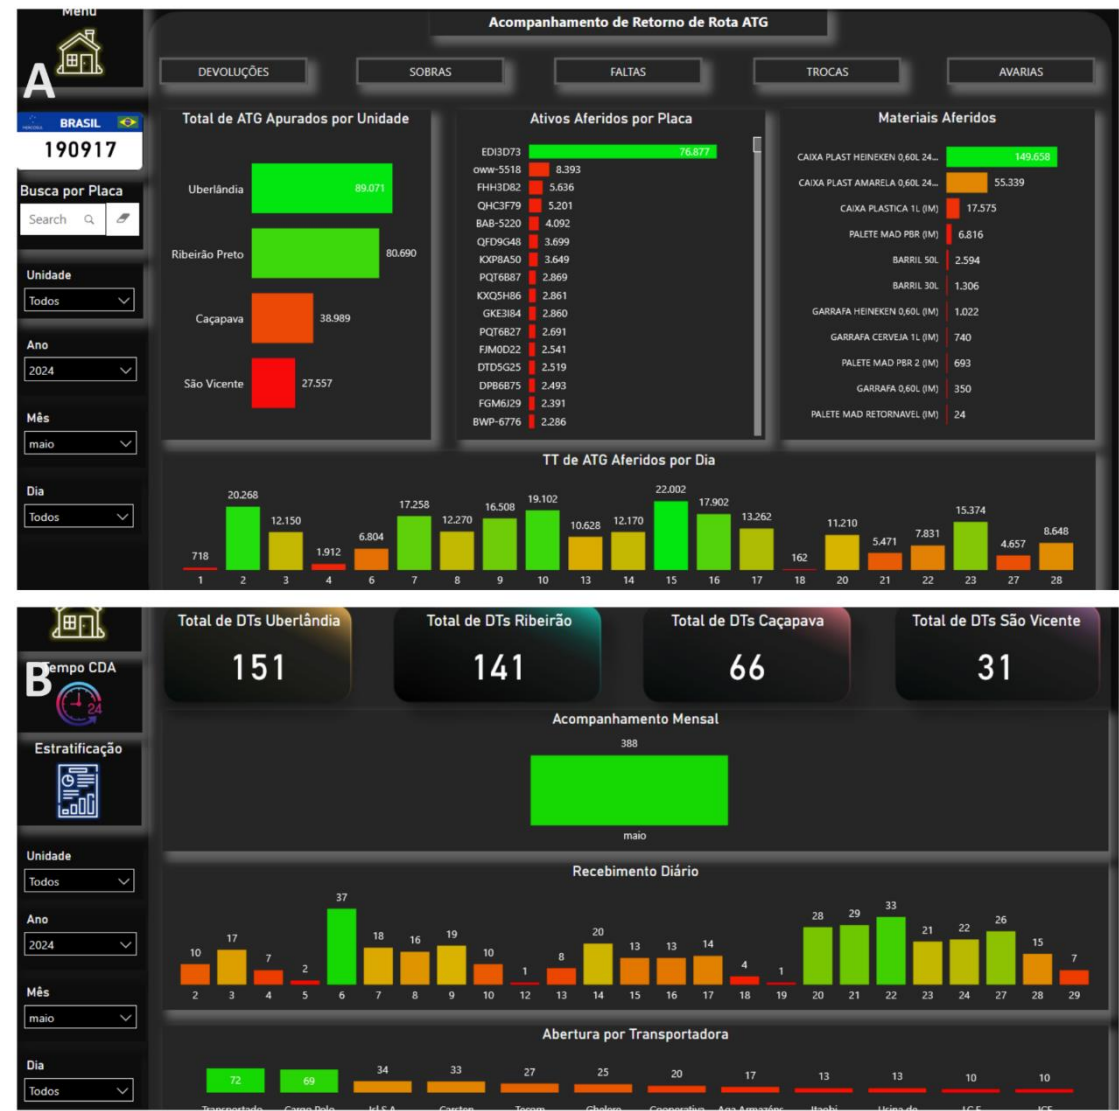 Menu
Acompanhamento de Retorno de Rota ATG
A
DEVOLUÇÕES SOBRAS FALTAS TROCAS AVARIAS
BRASIL
190917
Busca por Placa
Search
Unidade
Todos
Ano
2024
Mês
maio
Dia
Todos
Total de ATG Apurados por Unidade
Uberlândia 89.071
Ribeirão Preto 80.690
Caçapava 38.989
São Vicente 27.557
Ativos Aferidos por Placa
EDI3D73 76.877
oww-5518 8.393
FHH3D82 5.636
QHC3F79 5.201
BAB-5220 4.092
QFD9G48 3.699
KXP8A50 3.649
PQT6B87 2.869
KXQ5H86 2.861
GKE3I84 2.860
PQT6B27 2.691
FJM0D22 2.541
DTD5G25 2.519
DPB6B75 2.493
FGM6J29 2.391
BWP-6776 2.286
Materiais Aferidos
CAIXA PLAST HEINEKEN 0,60L 24... 149.658
CAIXA PLAST AMARELA 0,60L 24... 55.339
CAIXA PLASTICA 1L (IM) 17.575
PALETE MAD PBR (IM) 6.816
BARRIL 50L 2.594
BARRIL 30L 1.306
GARRAFA HEINEKEN 0,60L (IM) 1.022
GARRAFA CERVEJA 1L (IM) 740
PALETE MAD PBR 2 (IM) 693
GARRAFA 0,60L (IM) 350
PALETE MAD RETORNAVEL (IM) 24
TT de ATG Aferidos por Dia
718 20.268 12.150 1.912 6.804 17.258 12.270 16.508 19.102 10.628 12.170 22.002 17.902 13.262 162 11.210 5.471 7.831 15.374 4.657 8.648
1 2 3 4 6 7 8 9 10 13 14 15 16 17 18 20 21 22 23 27 28
B
Tempo CDA
24
Estratificação
Unidade
Todos
Ano
2024
Mês
maio
Dia
Todos
Total de DTs Uberlândia Total de DTs Ribeirão Total de DTs Caçapava Total de DTs São Vicente
151 141 66 31
Acompanhamento Mensal
388
maio
Recebimento Diário
10 17 7 2 37 18 16 19 10 1 8 20 13 13 14 4 1 28 29 33 21 22 26 15 7
2 3 4 5 6 7 8 9 10 12 13 14 15 16 17 18 19 20 21 22 23 24 27 28 29
Abertura por Transportadora
72 69 34 33 27 25 20 17 13 13 10 10